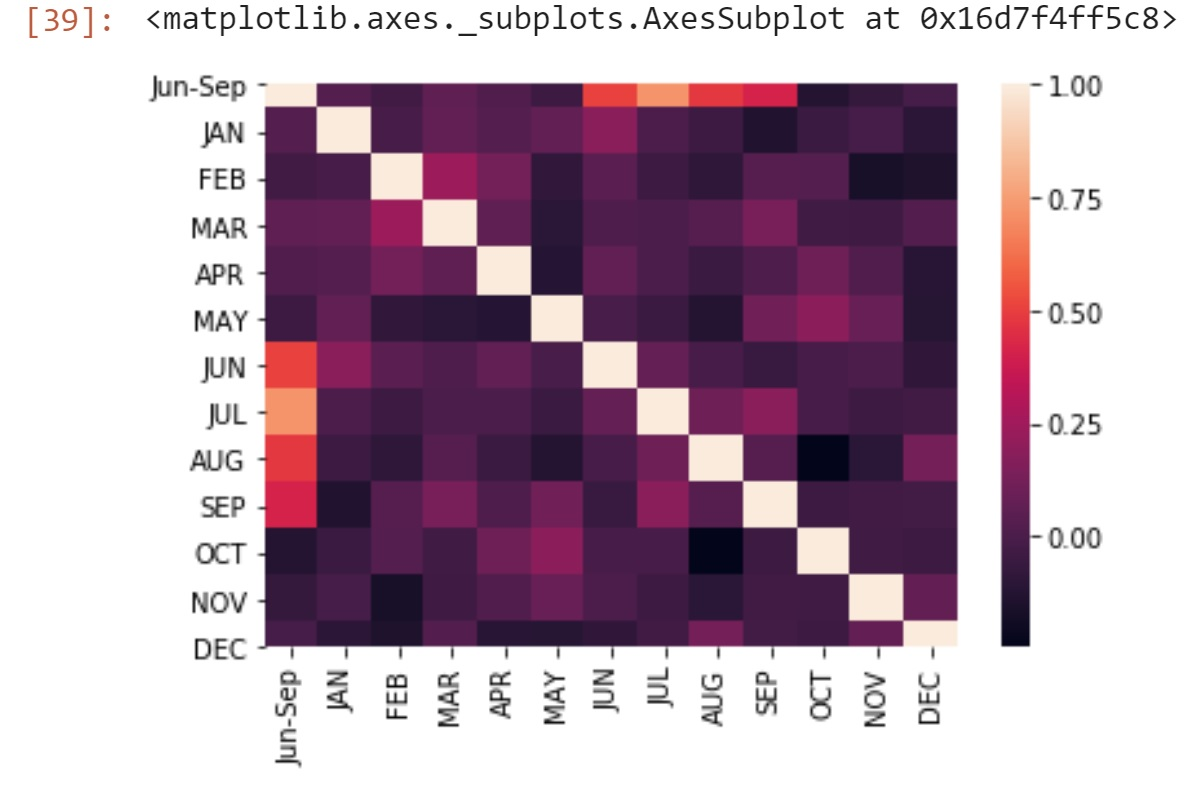 [39]: <matplotlib.axes._subplots.AxesSubplot at 0x16d7f4ff5c8>
Jun-Sep
JAN
FEB
MAR
APR
MAY
JUN
JUL
AUG
SEP
OCT
NOV
DEC
1.00
0.75
0.50
0.25
0.00
Jun-Sep
JAN
FEB
MAR
APR
MAY
JUN
JUL
AUG
SEP
OCT
NOV
DEC